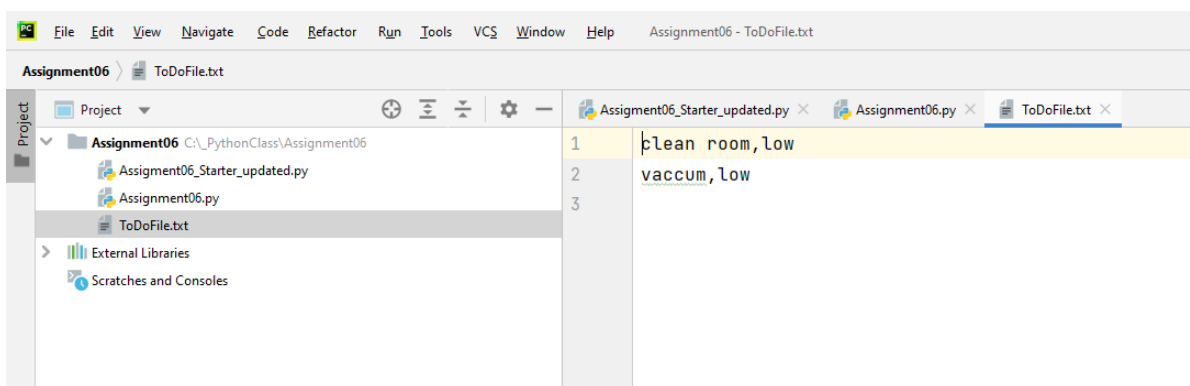 PC File Edit View Navigate Code Refactor Run Tools VCS Window Help Assignment06 - ToDoFile.txt
Assignment06 ToDoFile.txt
Project
Project
Assigment06_Starter_updated.py Assignment06.py ToDoFile.txt
Assignment06 C:\_PythonClass\Assignment06
Assigment06_Starter_updated.py
Assignment06.py
ToDoFile.txt
External Libraries
Scratches and Consoles
1 clean room,low
2 vaccum,low
3